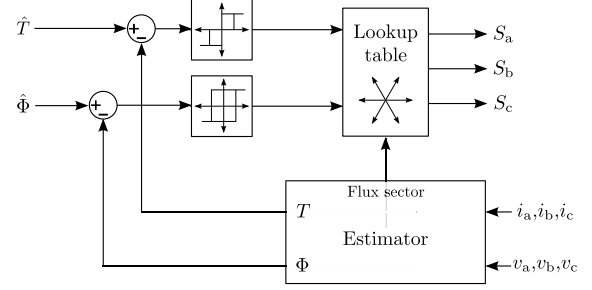 T̂
+
−
Lookup
table
Sa
Sb
Sc
Φ̂
+
−
Flux sector
T
Estimator
Φ
ia,ib,ic
va,vb,vc